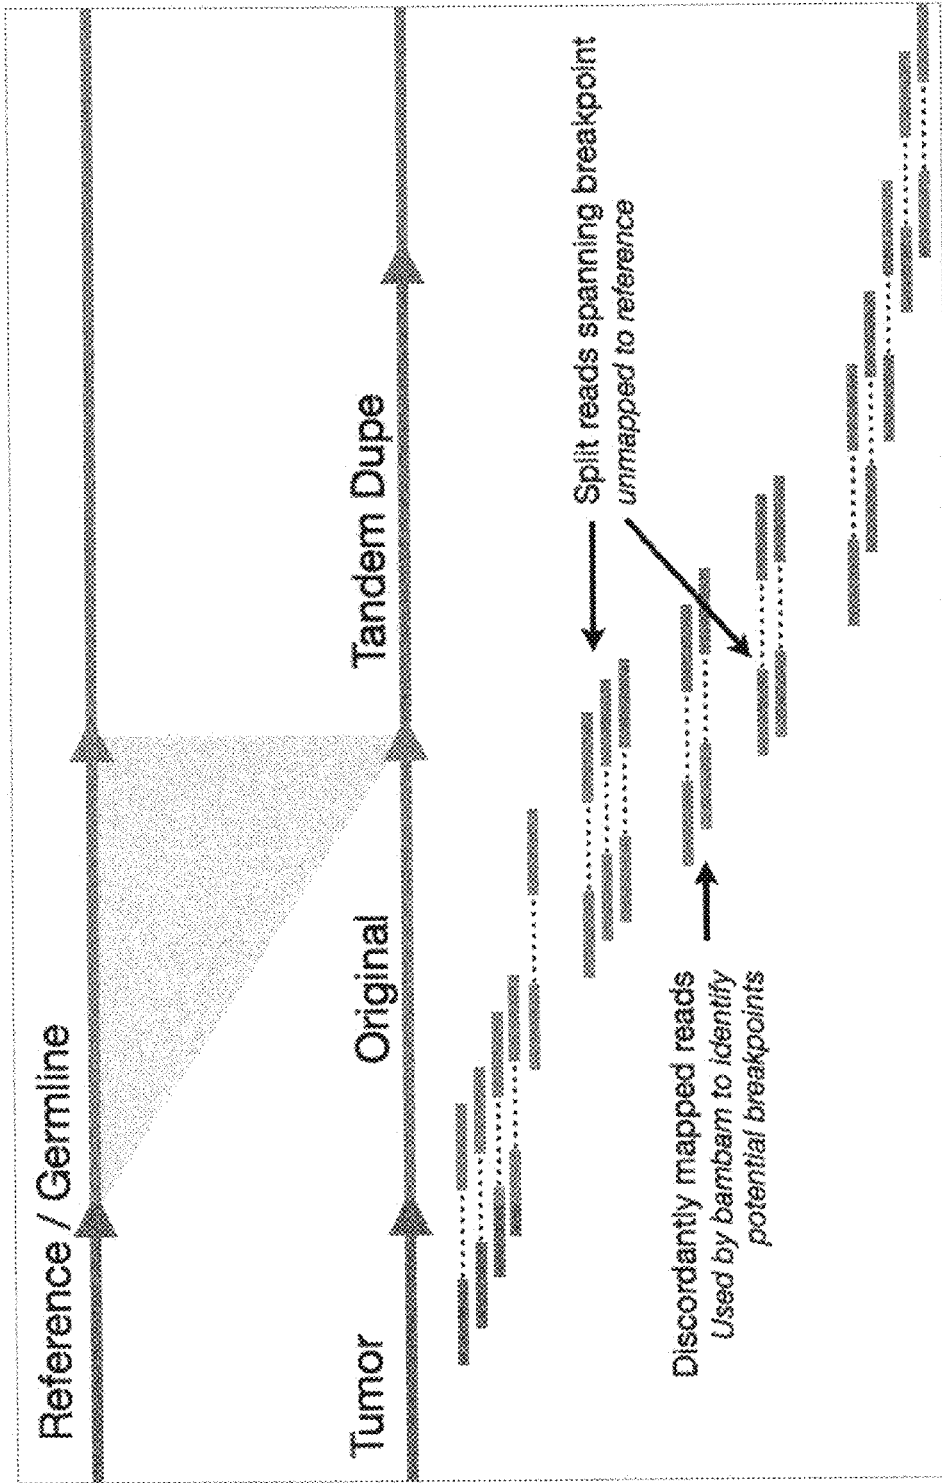 Reference / Germline
Tumor
Original
Tandem Dupe
Split reads spanning breakpoint
unmapped to reference
Discordantly mapped reads
Used by bambam to identify
potential breakpoints